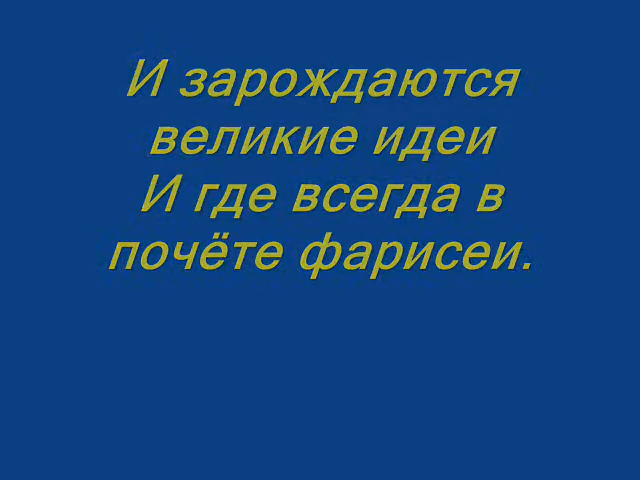 И зарождаются
великие идеи
И где всегда в
почёте фарисеи.